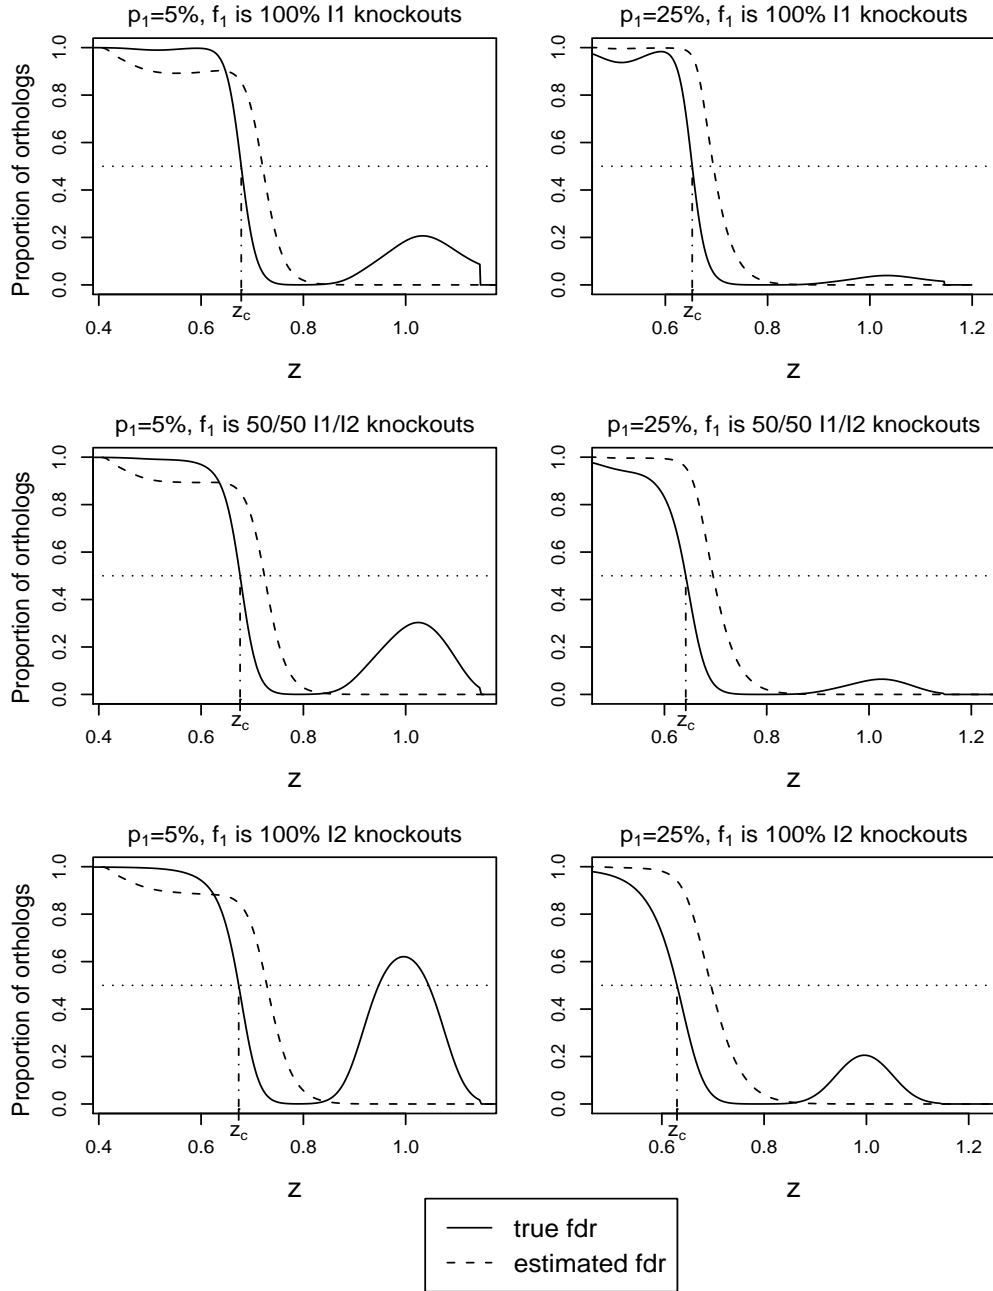 p1=5%, f1 is 100% I1 knockouts
Proportion of orthologs
1.0
0.8
0.6
0.4
0.2
0.0
zc
0.4 0.6 0.8 1.0
z
p1=25%, f1 is 100% I1 knockouts
1.0
0.8
0.6
0.4
0.2
0.0
zc
0.6 0.8 1.0 1.2
z
p1=5%, f1 is 50/50 I1/I2 knockouts
Proportion of orthologs
1.0
0.8
0.6
0.4
0.2
0.0
zc
0.4 0.6 0.8 1.0
z
p1=25%, f1 is 50/50 I1/I2 knockouts
1.0
0.8
0.6
0.4
0.2
0.0
zc
0.6 0.8 1.0 1.2
z
p1=5%, f1 is 100% I2 knockouts
Proportion of orthologs
1.0
0.8
0.6
0.4
0.2
0.0
zc
0.4 0.6 0.8 1.0
z
p1=25%, f1 is 100% I2 knockouts
1.0
0.8
0.6
0.4
0.2
0.0
zc
0.6 0.8 1.0 1.2
z
true fdr
estimated fdr